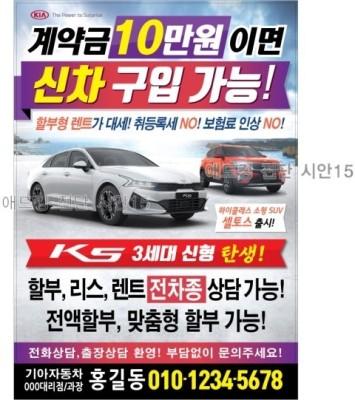 KIA The Power to Surprise
계약금 10만원 이면
신차 구입 가능!
할부형 렌트가 대세! 취등록세 NO! 보험료 인상 NO!
시안15
하이클래스 소형 SUV
셀토스 출시!
K5 3세대 신형 탄생!
할부, 리스, 렌트 전차종 상담 가능!
전액할부, 맞춤형 할부 가능!
전화상담,출장상담 환영! 부담없이 문의주세요!
기아자동차
000대리점/과장 홍길동 010-1234-5678